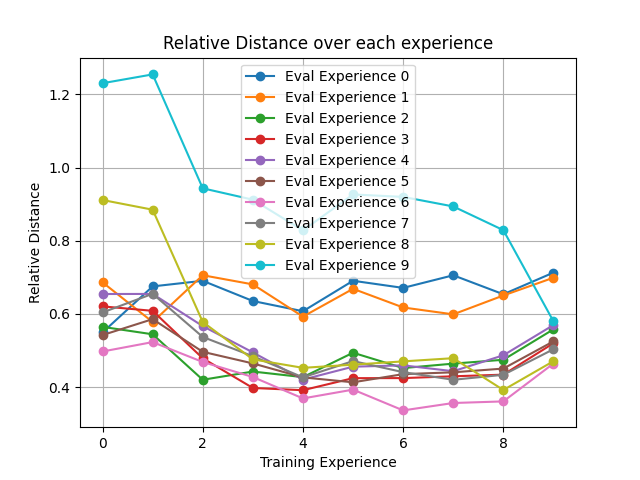 Relative Distance over each experience
Relative Distance
1.2
1.0
0.8
0.6
0.4
Eval Experience 0
Eval Experience 1
Eval Experience 2
Eval Experience 3
Eval Experience 4
Eval Experience 5
Eval Experience 6
Eval Experience 7
Eval Experience 8
Eval Experience 9
0 2 4 6 8
Training Experience